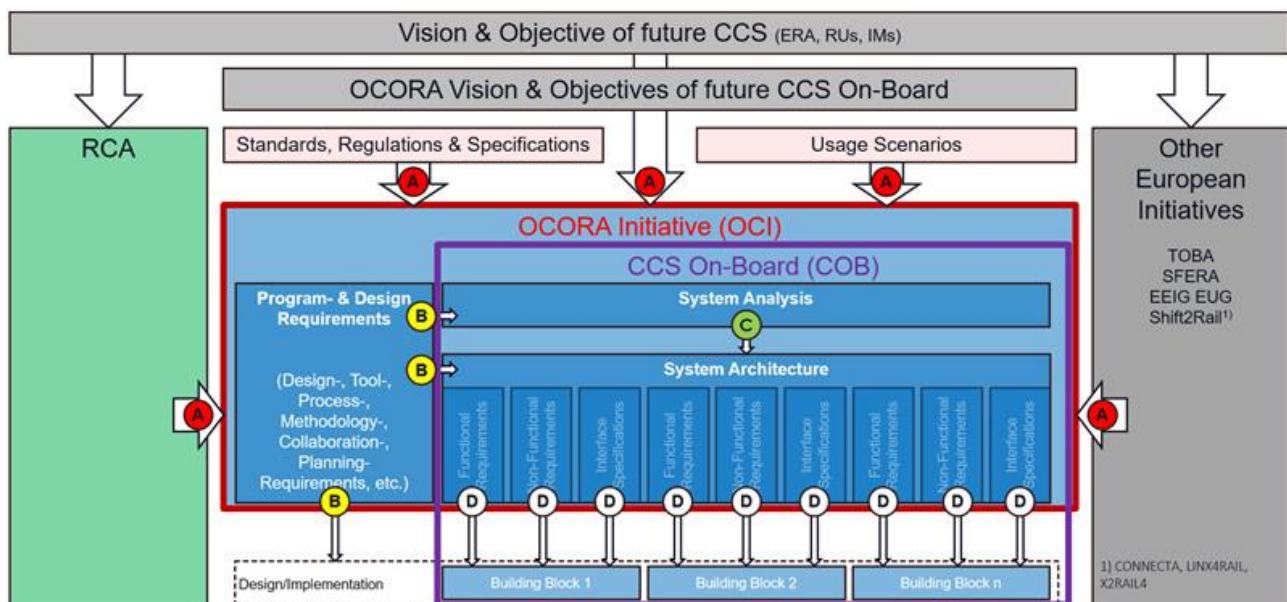 Vision & Objective of future CCS (ERA, RUs, IMs)
OCORA Vision & Objectives of future CCS On-Board
RCA
Standards, Regulations & Specifications
Usage Scenarios
Other
European
Initiatives
TOBA
SFERA
EEIG EUG
Shift2Rail1)
1) CONNECTA, LINX4RAIL,
X2RAIL4
A
A
A
A
A
OCORA Initiative (OCI)
CCS On-Board (COB)
Program- & Design
Requirements
B
System Analysis
C
B
System Architecture
(Design-, Tool-,
Process-,
Methodology-,
Collaboration-,
Planning-
Requirements, etc.)
B
Functional
Requirements
Non-Functional
Requirements
Interface
Specifications
Functional
Requirements
Non-Functional
Requirements
Interface
Specifications
Functional
Requirements
Non-Functional
Requirements
Interface
Specifications
D
D
D
D
D
D
D
D
D
Design/Implementation
Building Block 1
Building Block 2
Building Block n